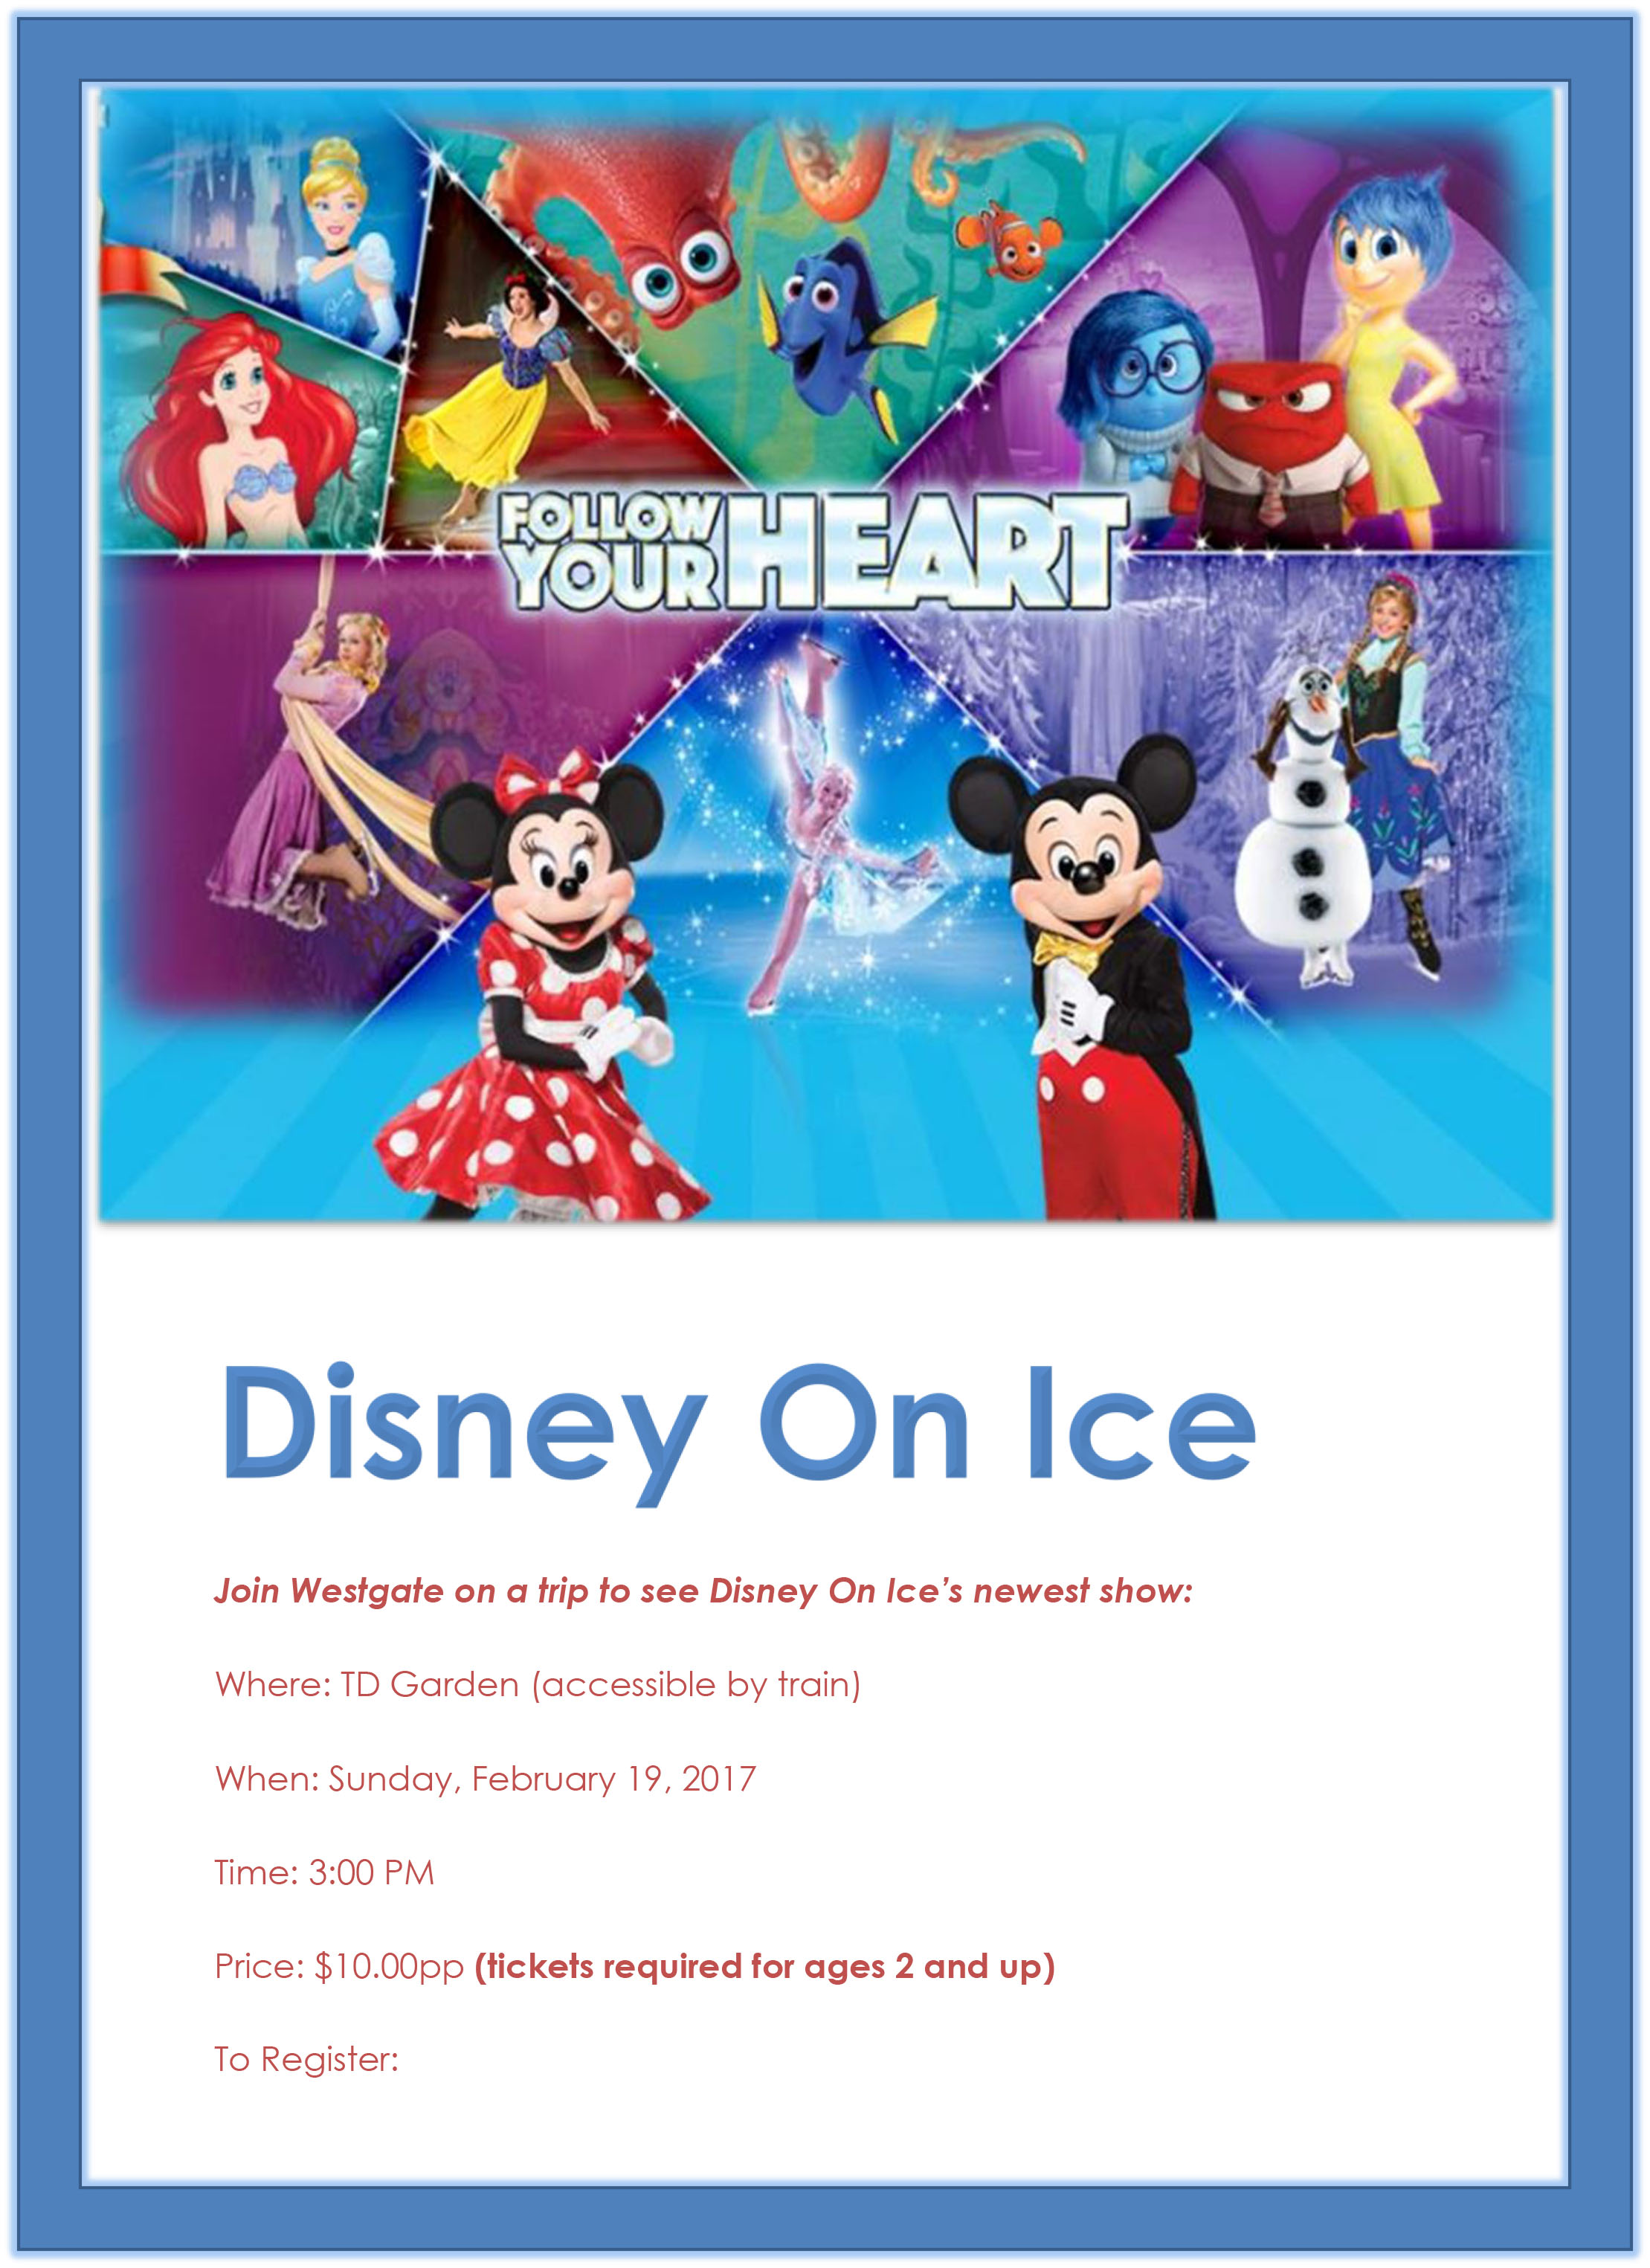 FOLLOW
YOUR HEART
Disney On Ice
Join Westgate on a trip to see Disney On Ice’s newest show:
Where: TD Garden (accessible by train)
When: Sunday, February 19, 2017
Time: 3:00 PM
Price: $10.00pp (tickets required for ages 2 and up)
To Register: